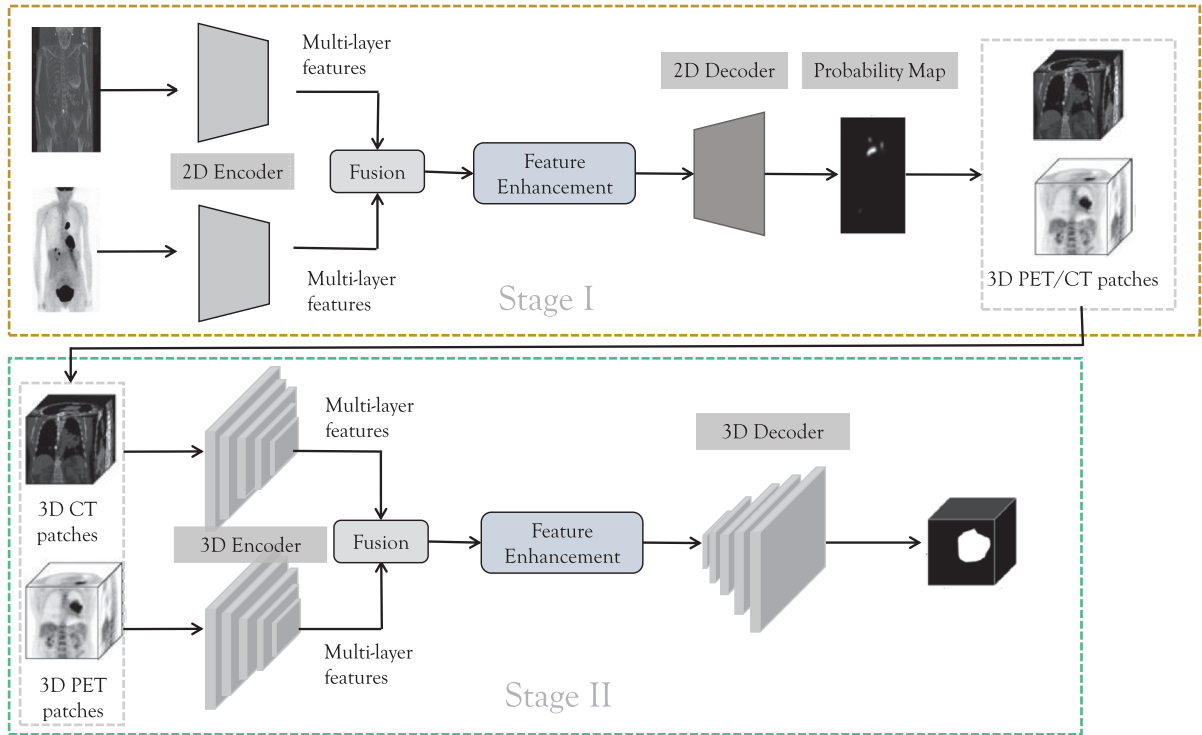 Multi-layer
features
2D Encoder
Fusion
Multi-layer
features
Feature
Enhancement
2D Decoder
Probability Map
3D PET/CT patches
Stage I
3D CT
patches
3D PET
patches
Multi-layer
features
3D Encoder
Fusion
Multi-layer
features
Feature
Enhancement
3D Decoder
Stage II